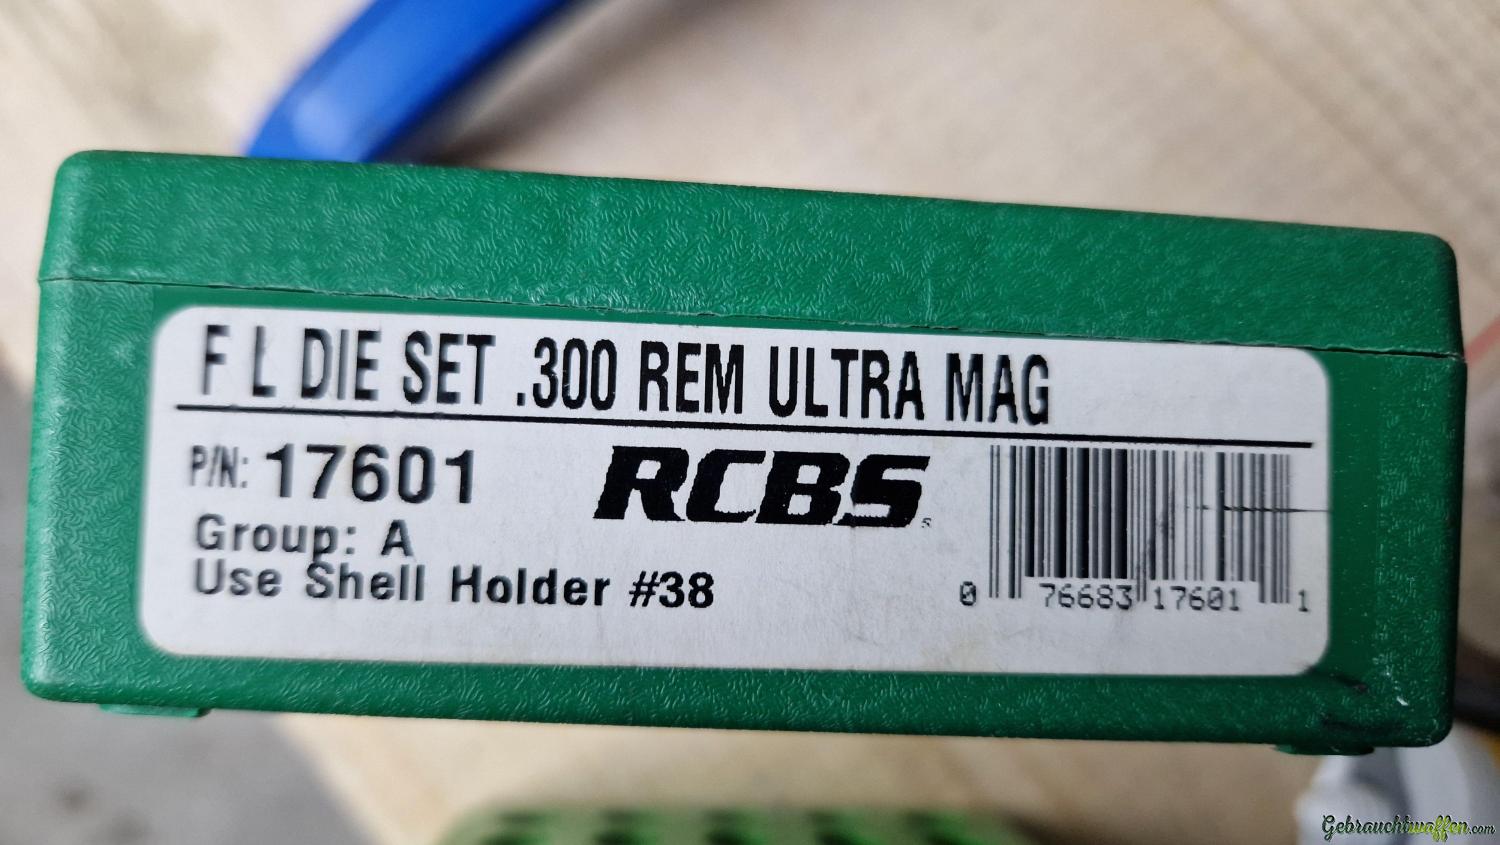 F L DIE SET .300 REM ULTRA MAG
P/N: 17601
RCBS
Group: A
Use Shell Holder #38
0 76683 17601 1
Gebrauchtwaffen.com